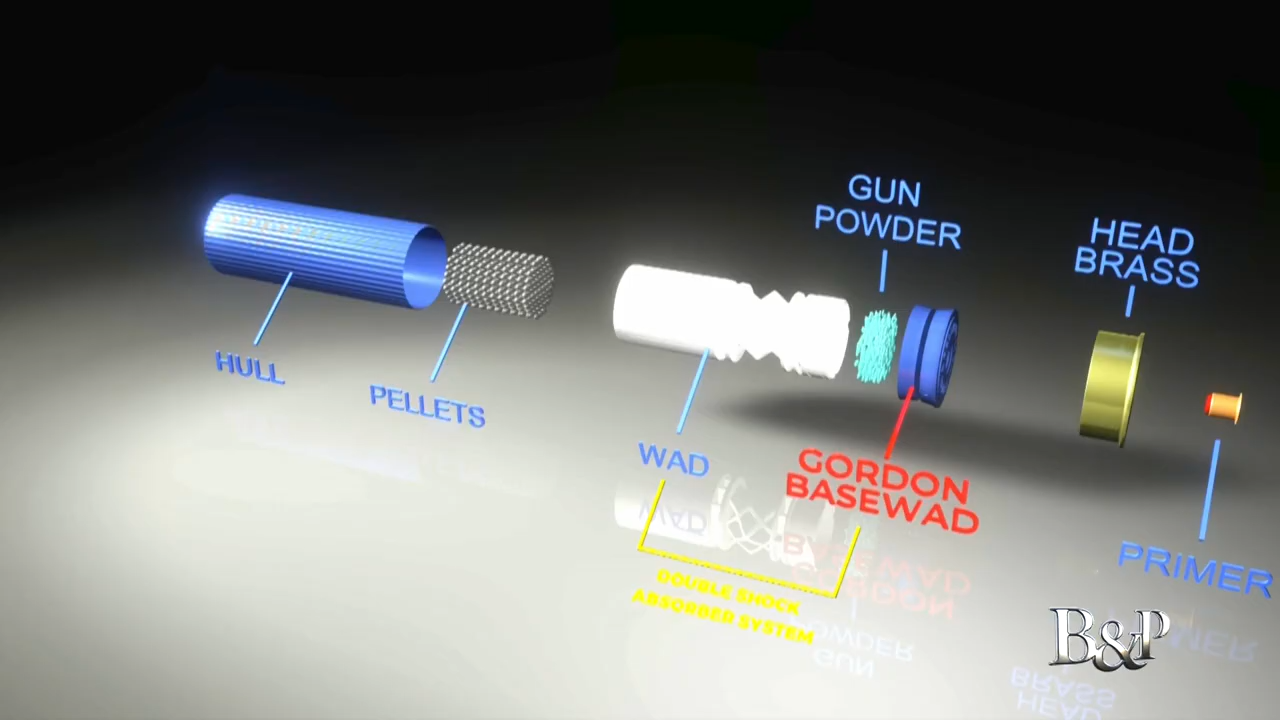 GUN
POWDER
HEAD
BRASS
HULL
PELLETS
WAD
GORDON
BASEWAD
PRIMER
DOUBLE SHOCK
ABSORBER SYSTEM
B&P